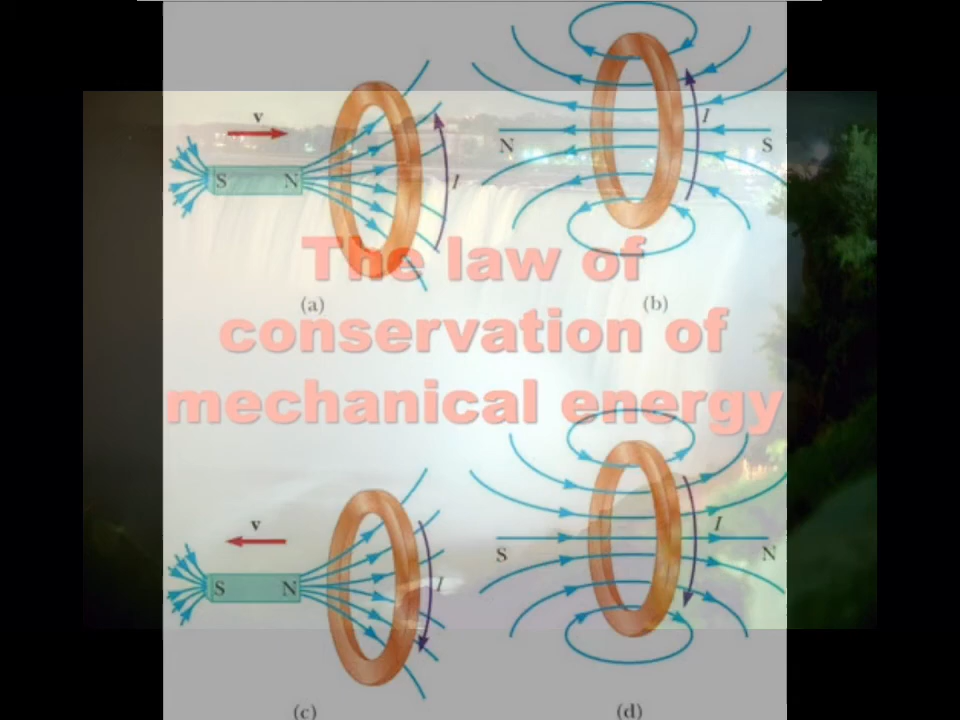 v
S N
I
(a)
N S
I
(b)
The law of
conservation of
mechanical energy
v
S N
I
(c)
S N
I
(d)